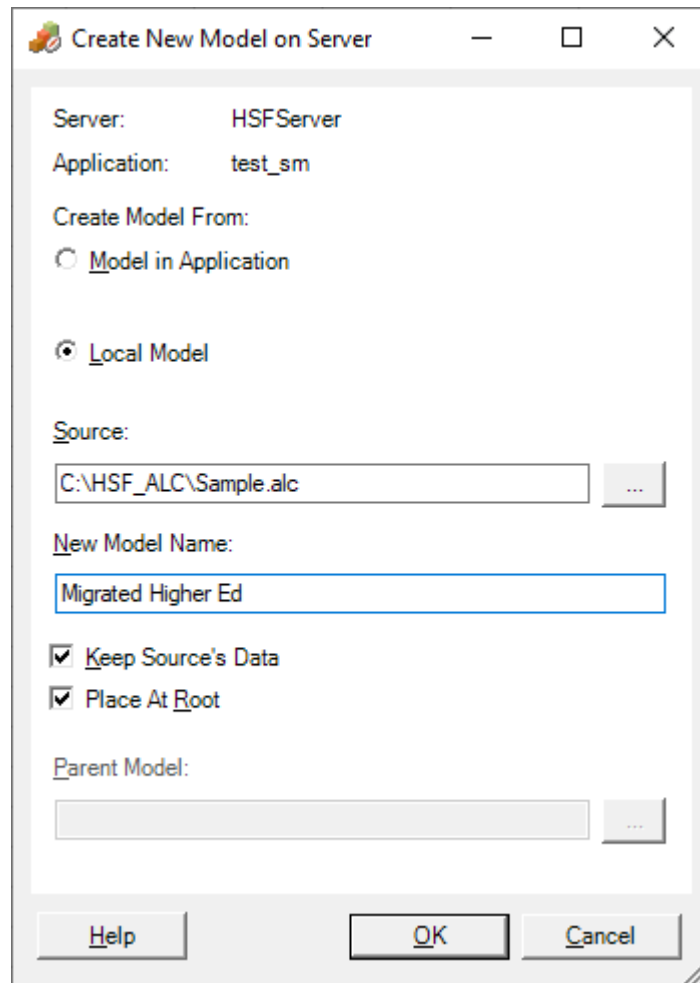 Create New Model on Server
Server: HSFServer
Application: test_sm
Create Model From:
Model in Application
Local Model
Source:
C:\HSF_ALC\Sample.alc ...
New Model Name:
Migrated Higher Ed
Keep Source's Data
Place At Root
Parent Model:
...
Help OK Cancel